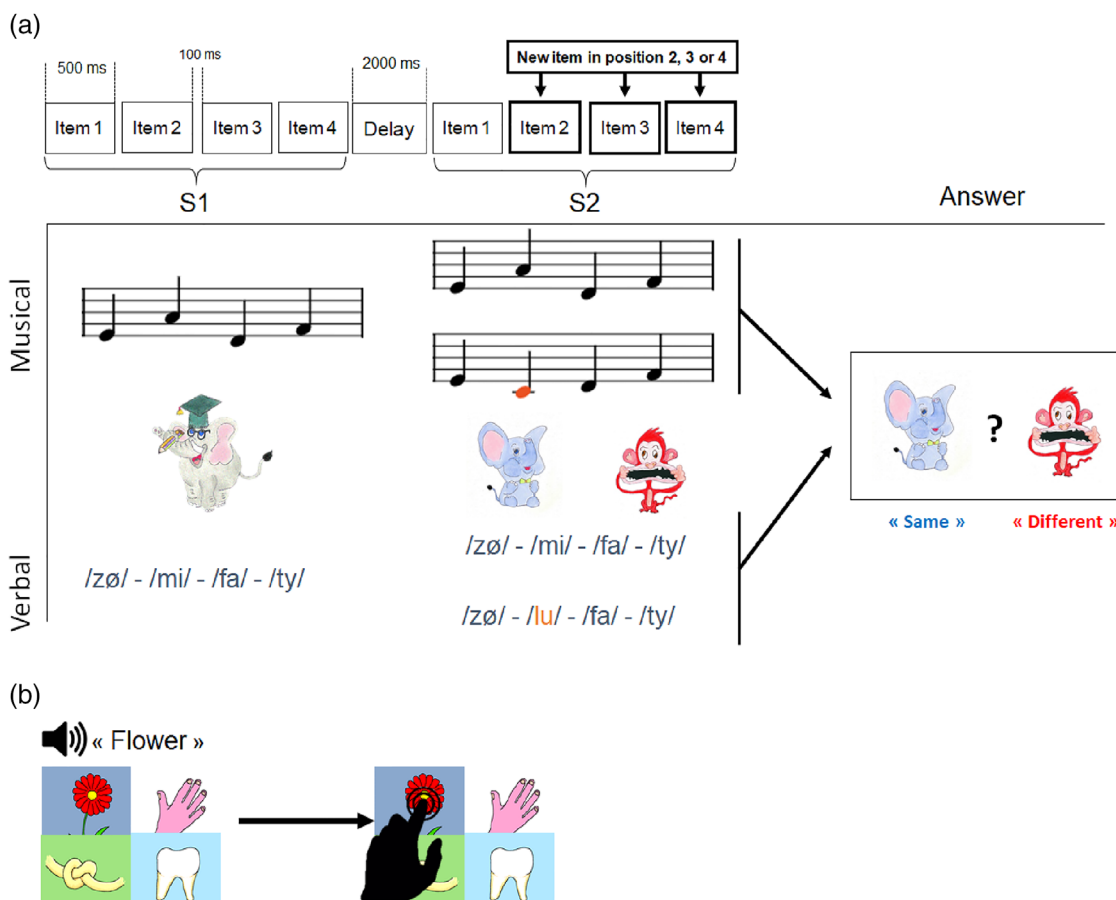 (a)
500 ms
100 ms
2000 ms
New item in position 2, 3 or 4
Item 1
Item 2
Item 3
Item 4
Delay
Item 1
Item 2
Item 3
Item 4
S1
S2
Answer
Musical
?
« Same »
« Different »
Verbal
/zø/ - /mi/ - /fa/ - /ty/
/zø/ - /mi/ - /fa/ - /ty/
/zø/ - /lu/ - /fa/ - /ty/
(b)
« Flower »